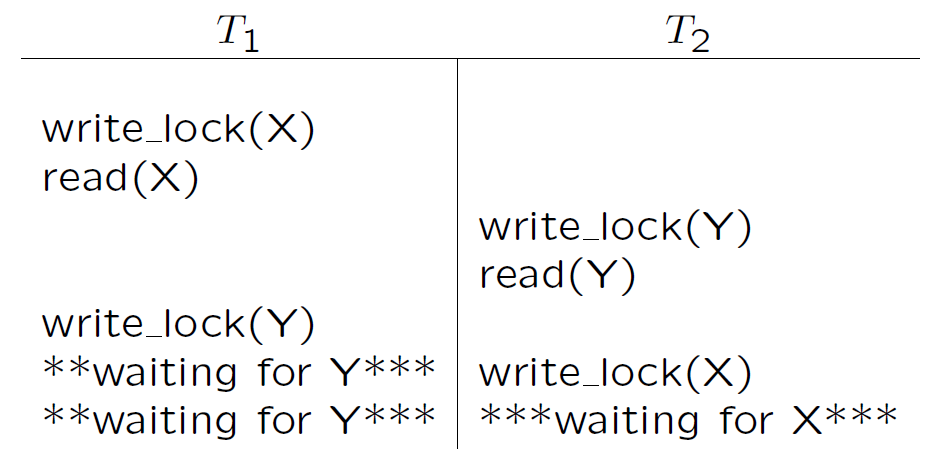 T1 T2
write_lock(X)
read(X)
write_lock(Y)
read(Y)
write_lock(Y)
**waiting for Y*** write_lock(X)
**waiting for Y*** ***waiting for X***